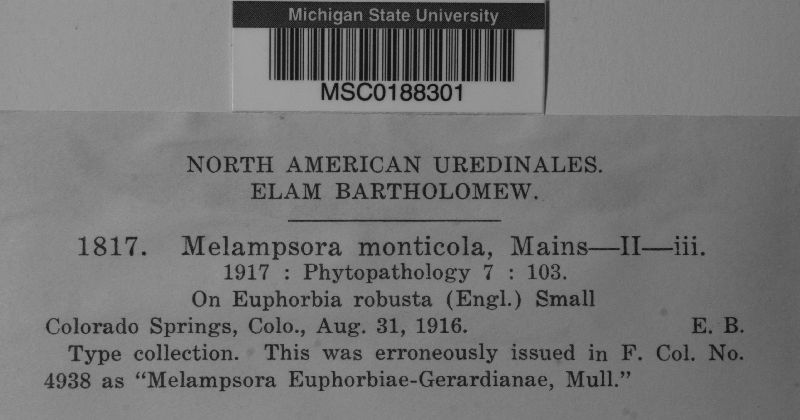 Michigan State University
MSC0188301
NORTH AMERICAN UREDINALES.
ELAM BARTHOLOMEW.
1817. Melampsora monticola, Mains—II—iii.
1917 : Phytopathology 7 : 103.
On Euphorbia robusta (Engl.) Small
Colorado Springs, Colo., Aug. 31, 1916. E. B.
Type collection. This was erroneously issued in F. Col. No.
4938 as “Melampsora Euphorbiae-Gerardianae, Mull.”